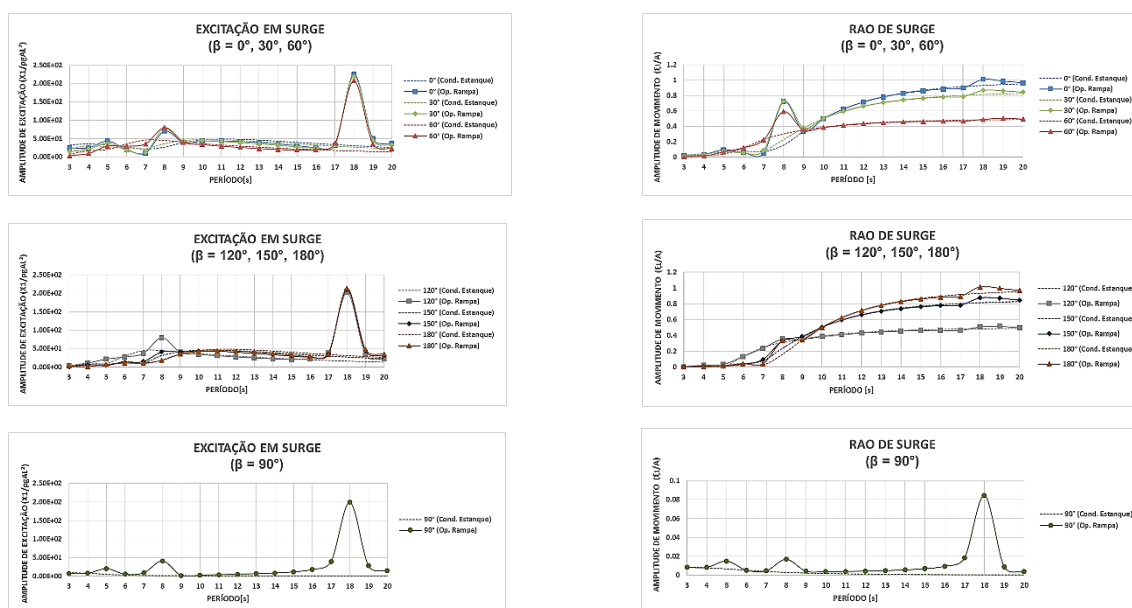 EXCITAÇÃO EM SURGE
(β = 0°, 30°, 60°)
AMPLITUDE DE EXCITAÇÃO (X1/ρgAL²)
2.50E+02
2.00E+02
1.50E+02
1.00E+02
5.00E+01
0.00E+00
3 4 5 6 7 8 9 10 11 12 13 14 15 16 17 18 19 20
PERÍODO[s]
0° (Cond. Estanque)
0° (Op. Rampa)
30° (Cond. Estanque)
30° (Op. Rampa)
60° (Cond. Estanque)
60° (Op. Rampa)
RAO DE SURGE
(β = 0°, 30°, 60°)
AMPLITUDE DE MOVIMENTO (ξ₁/A)
1.2
1
0.8
0.6
0.4
0.2
0
3 4 5 6 7 8 9 10 11 12 13 14 15 16 17 18 19 20
PERÍODO [s]
0° (Cond. Estanque)
0° (Op. Rampa)
30° (Cond. Estanque)
30° (Op. Rampa)
60° (Cond. Estanque)
60° (Op. Rampa)
EXCITAÇÃO EM SURGE
(β = 120°, 150°, 180°)
AMPLITUDE DE EXCITAÇÃO (X1/ρgAL²)
2.50E+02
2.00E+02
1.50E+02
1.00E+02
5.00E+01
0.00E+00
3 4 5 6 7 8 9 10 11 12 13 14 15 16 17 18 19 20
PERÍODO[s]
120° (Cond. Estanque)
120° (Op. Rampa)
150° (Cond. Estanque)
150° (Op. Rampa)
180° (Cond. Estanque)
180° (Op. Rampa)
RAO DE SURGE
(β = 120°, 150°, 180°)
AMPLITUDE DE MOVIMENTO (ξ₁/A)
1.2
1
0.8
0.6
0.4
0.2
0
3 4 5 6 7 8 9 10 11 12 13 14 15 16 17 18 19 20
PERÍODO [s]
120° (Cond. Estanque)
120° (Op. Rampa)
150° (Cond. Estanque)
150° (Op. Rampa)
180° (Cond. Estanque)
180° (Op. Rampa)
EXCITAÇÃO EM SURGE
(β = 90°)
AMPLITUDE DE EXCITAÇÃO (X1/ρgAL²)
2.50E+02
2.00E+02
1.50E+02
1.00E+02
5.00E+01
0.00E+00
3 4 5 6 7 8 9 10 11 12 13 14 15 16 17 18 19 20
PERÍODO[s]
90° (Cond. Estanque)
90° (Op. Rampa)
RAO DE SURGE
(β = 90°)
AMPLITUDE DE MOVIMENTO (ξ₁/A)
0.1
0.08
0.06
0.04
0.02
0
3 4 5 6 7 8 9 10 11 12 13 14 15 16 17 18 19 20
PERÍODO [s]
90° (Cond. Estanque)
90° (Op. Rampa)